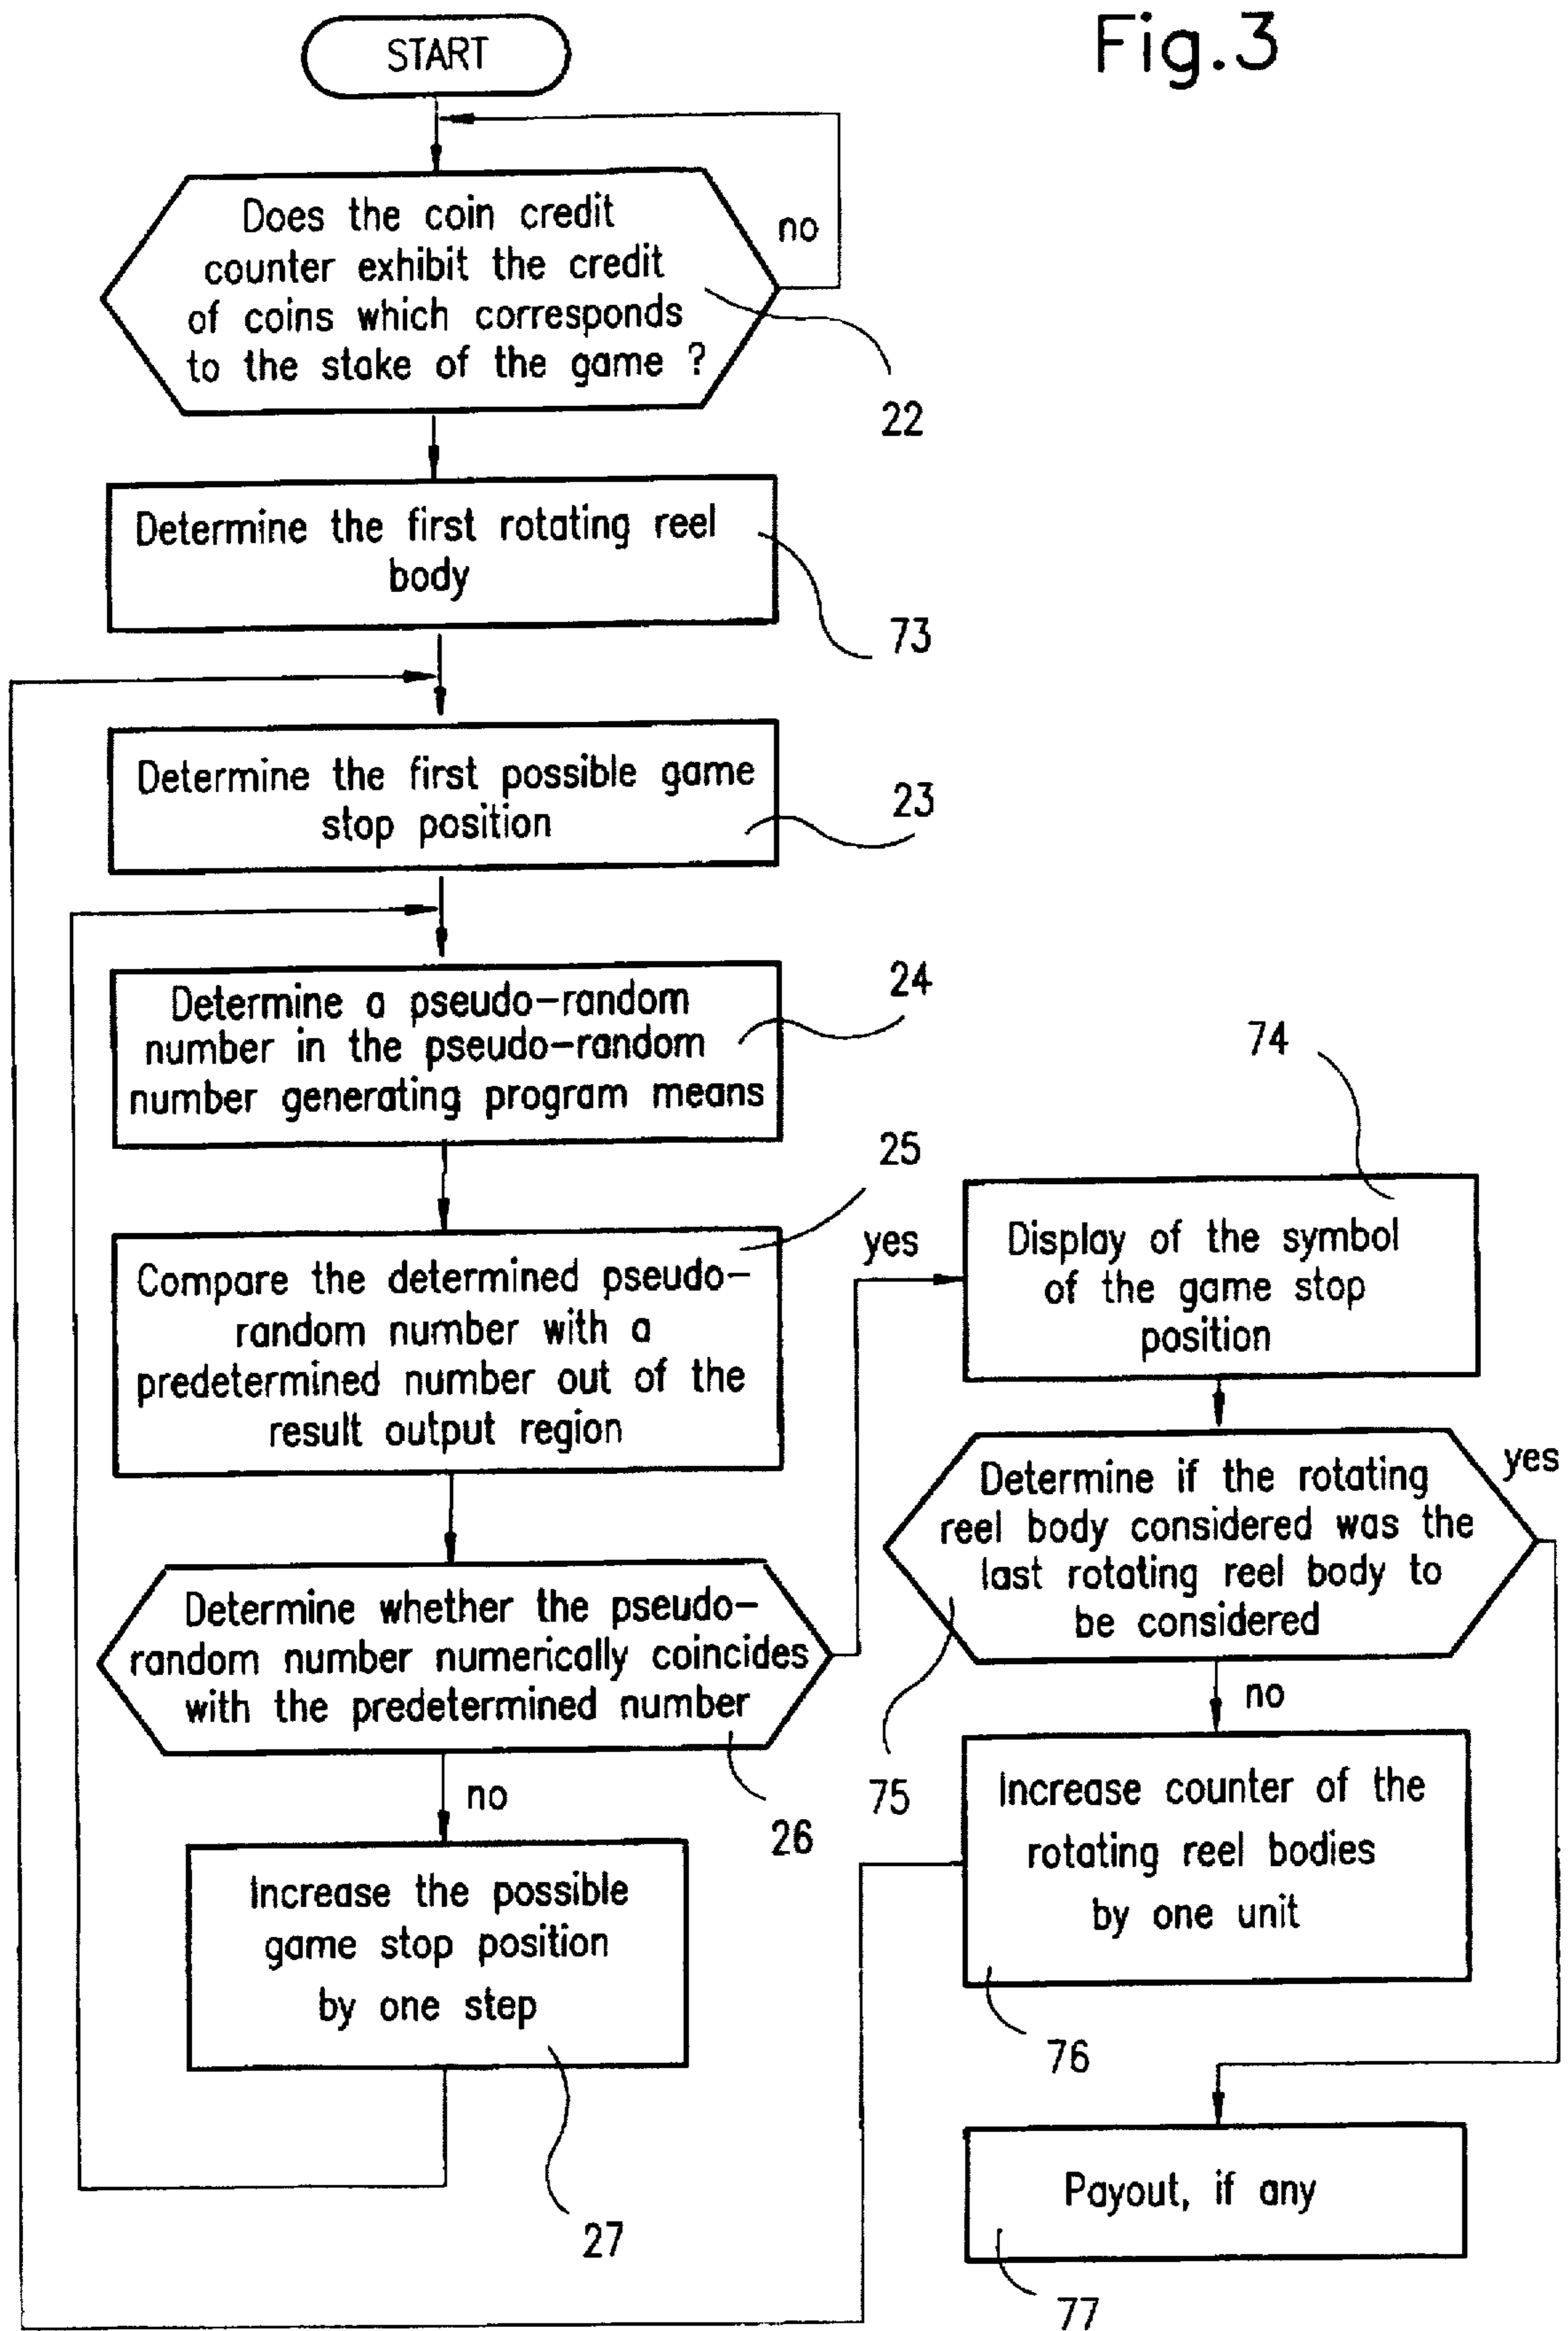 Fig.3
START
Does the coin credit
counter exhibit the credit
of coins which corresponds
to the stake of the game ?
no
22
Determine the first rotating reel
body
73
Determine the first possible game
stop position
23
Determine a pseudo-random
number in the pseudo-random
number generating program means
24
Compare the determined pseudo-
random number with a
predetermined number out of the
result output region
25
Determine whether the pseudo-
random number numerically coincides
with the predetermined number
26
yes
no
Increase the possible
game stop position
by one step
27
74
Display of the symbol
of the game stop
position
Determine if the rotating
reel body considered was the
last rotating reel body to
be considered
yes
75
no
Increase counter of the
rotating reel bodies
by one unit
76
Payout, if any
77